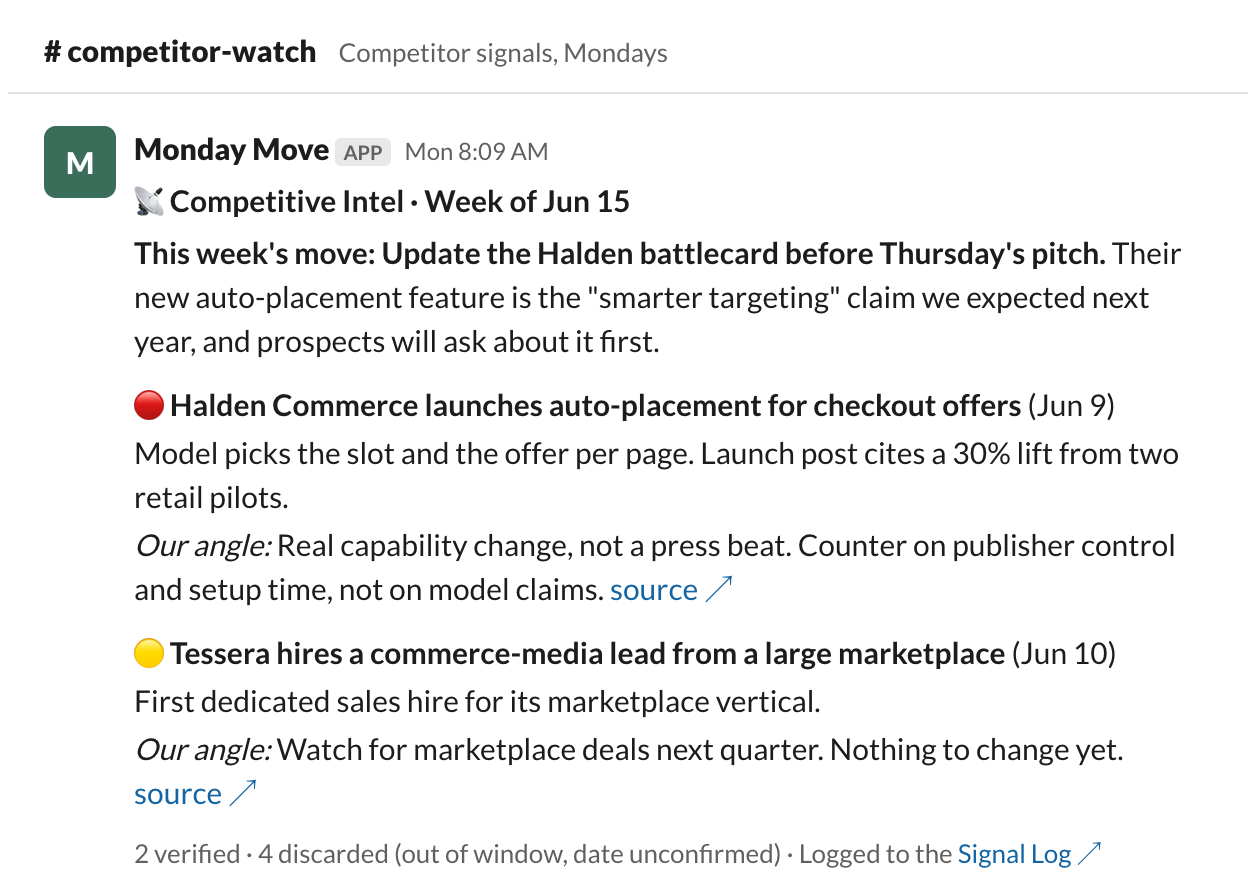 # competitor-watch Competitor signals, Mondays
M
Monday Move APP Mon 8:09 AM
📡 Competitive Intel · Week of Jun 15
This week's move: Update the Halden battlecard before Thursday's pitch. Their
new auto-placement feature is the "smarter targeting" claim we expected next
year, and prospects will ask about it first.
🔴 Halden Commerce launches auto-placement for checkout offers (Jun 9)
Model picks the slot and the offer per page. Launch post cites a 30% lift from two
retail pilots.
Our angle: Real capability change, not a press beat. Counter on publisher control
and setup time, not on model claims. source ↗
🟡 Tessera hires a commerce-media lead from a large marketplace (Jun 10)
First dedicated sales hire for its marketplace vertical.
Our angle: Watch for marketplace deals next quarter. Nothing to change yet.
source ↗
2 verified · 4 discarded (out of window, date unconfirmed) · Logged to the Signal Log ↗